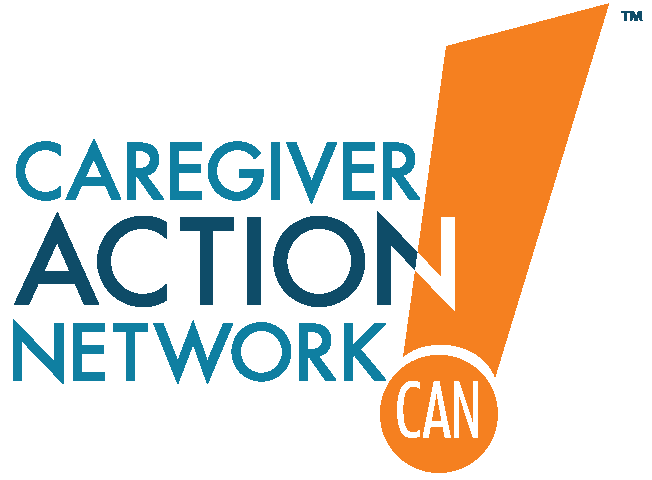 CAREGIVER
ACTION
NETWORK
CAN
™